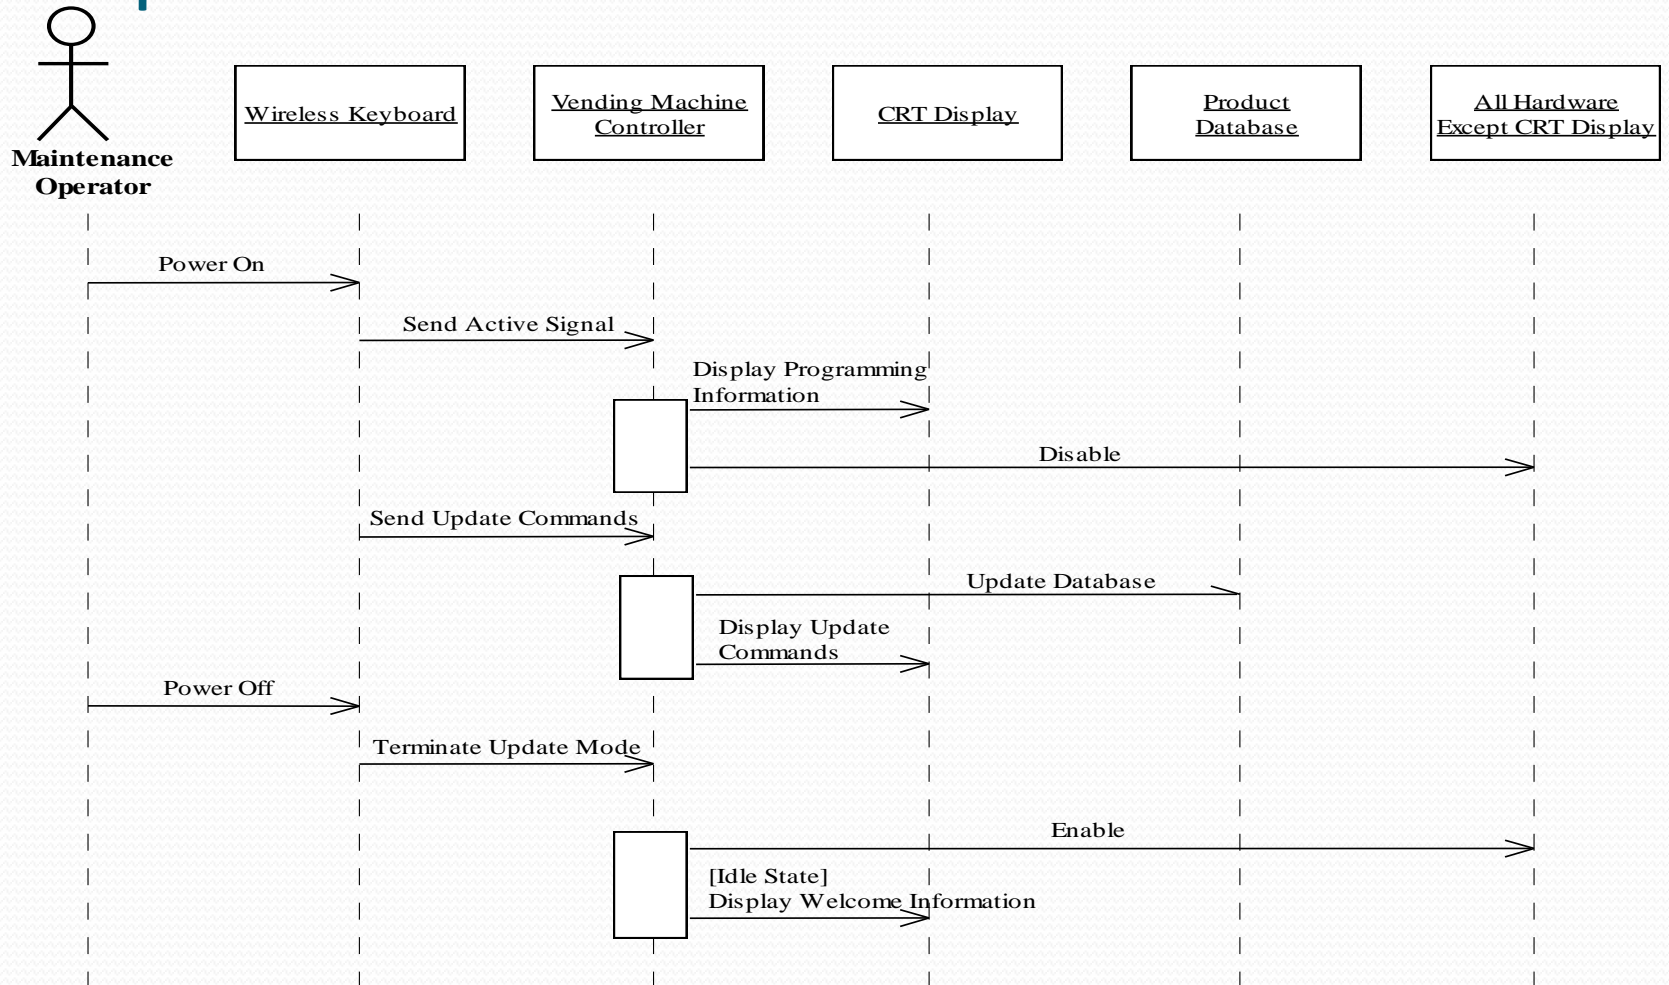 Wireless Keyboard
Vending Machine
Controller
CRT Display
Product
Database
All Hardware
Except CRT Display
Maintenance
Operator
Power On
Send Active Signal
Display Programming
Information
Disable
Send Update Commands
Update Database
Display Update
Commands
Power Off
Terminate Update Mode
Enable
[Idle State]
Display Welcome Information